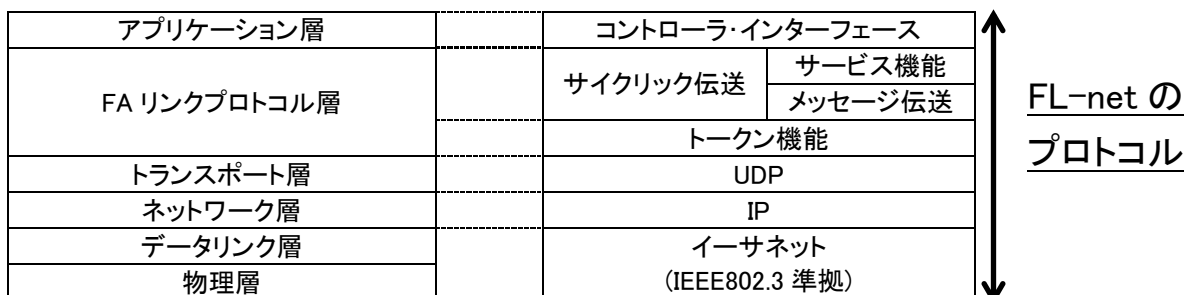 アプリケーション層
コントローラ･インターフェース
FA リンクプロトコル層
サイクリック伝送
サービス機能
メッセージ伝送
トークン機能
トランスポート層
UDP
ネットワーク層
IP
データリンク層
物理層
イーサネット
(IEEE802.3 準拠)
FL-net の
プロトコル